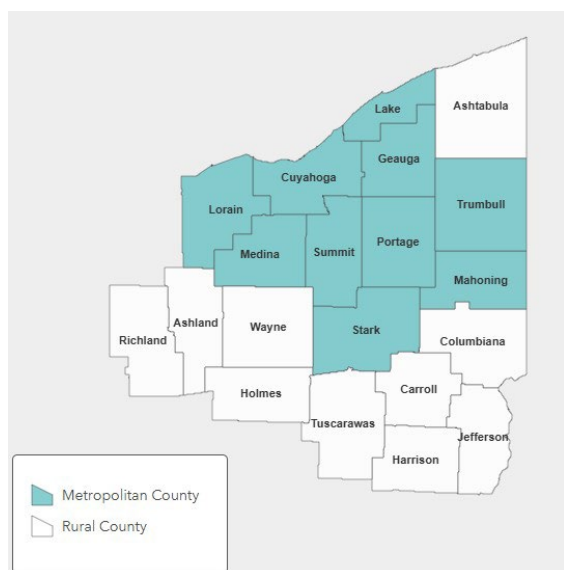 Lake
Ashtabula
Geauga
Cuyahoga
Lorain
Trumbull
Medina
Summit
Portage
Mahoning
Ashland
Wayne
Stark
Richland
Columbiana
Holmes
Carroll
Tuscarawas
Jefferson
Harrison
Metropolitan County
Rural County